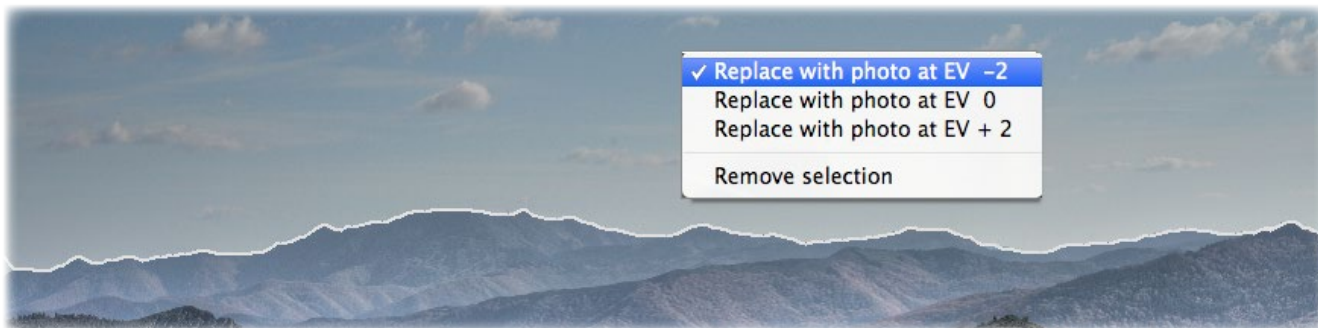 ✓ Replace with photo at EV -2
Replace with photo at EV 0
Replace with photo at EV + 2
Remove selection